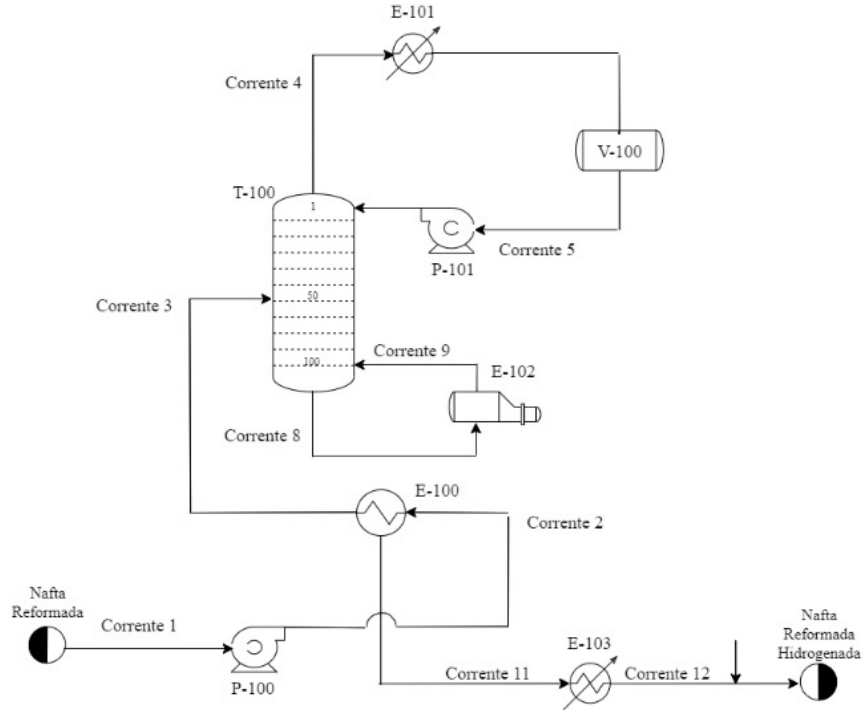 E-101
Corrente 4
V-100
T-100
1
Corrente 5
P-101
Corrente 3
50
Corrente 9
100
E-102
Corrente 8
E-100
Corrente 2
Nafta
Reformada
Corrente 1
P-100
E-103
Corrente 11
Corrente 12
Nafta
Reformada
Hidrogenada